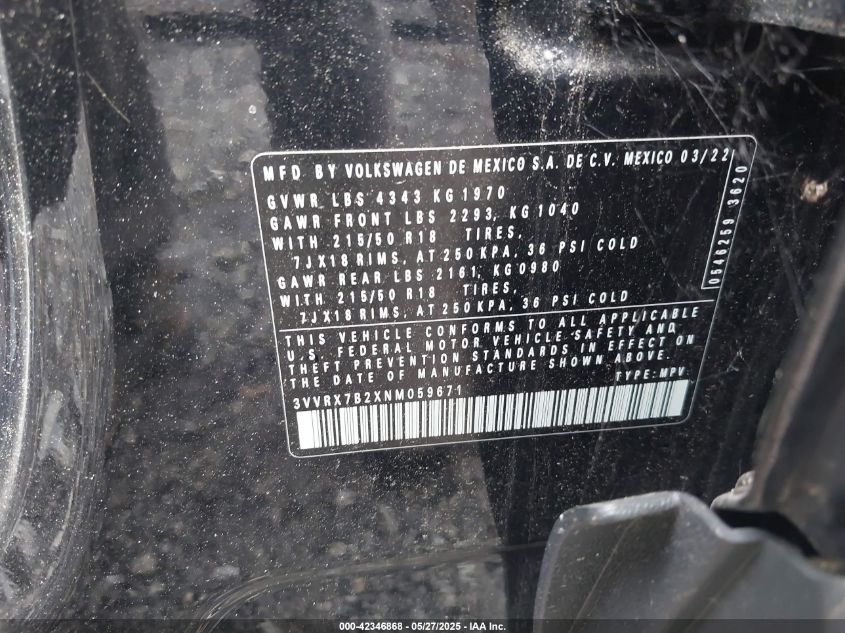 MFD BY VOLKSWAGEN DE MEXICO S.A. DE C.V. MEXICO 03/22
GVWR LBS 4343 KG 1970
GAWR FRONT LBS 2293, KG 1040
WITH 215/50 R18 TIRES,
7JX18 RIMS, AT 250 KPA, 36 PSI COLD
GAWR REAR LBS 2161, KG 0980
WITH 215/50 R18 TIRES,
7JX18 RIMS, AT 250 KPA, 36 PSI COLD
0546259 3620
THIS VEHICLE CONFORMS TO ALL APPLICABLE
U.S. FEDERAL MOTOR VEHICLE SAFETY AND
THEFT PREVENTION STANDARDS IN EFFECT ON
THE DATE OF MANUFACTURE SHOWN ABOVE.
3VVRX7B2XNM059671 TYPE: MPV
000-42346868 - 05/27/2025 - IAA Inc.